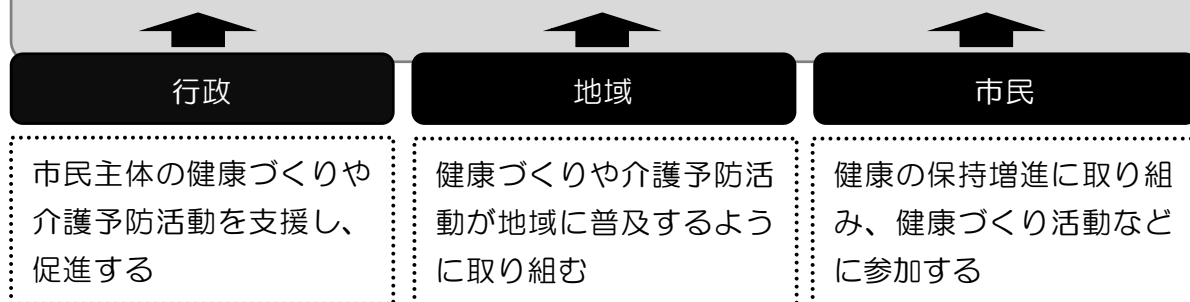 行政
市民主体の健康づくりや
介護予防活動を支援し、
促進する
地域
健康づくりや介護予防活
動が地域に普及するよう
に取り組む
市民
健康の保持増進に取り組
み、健康づくり活動など
に参加する